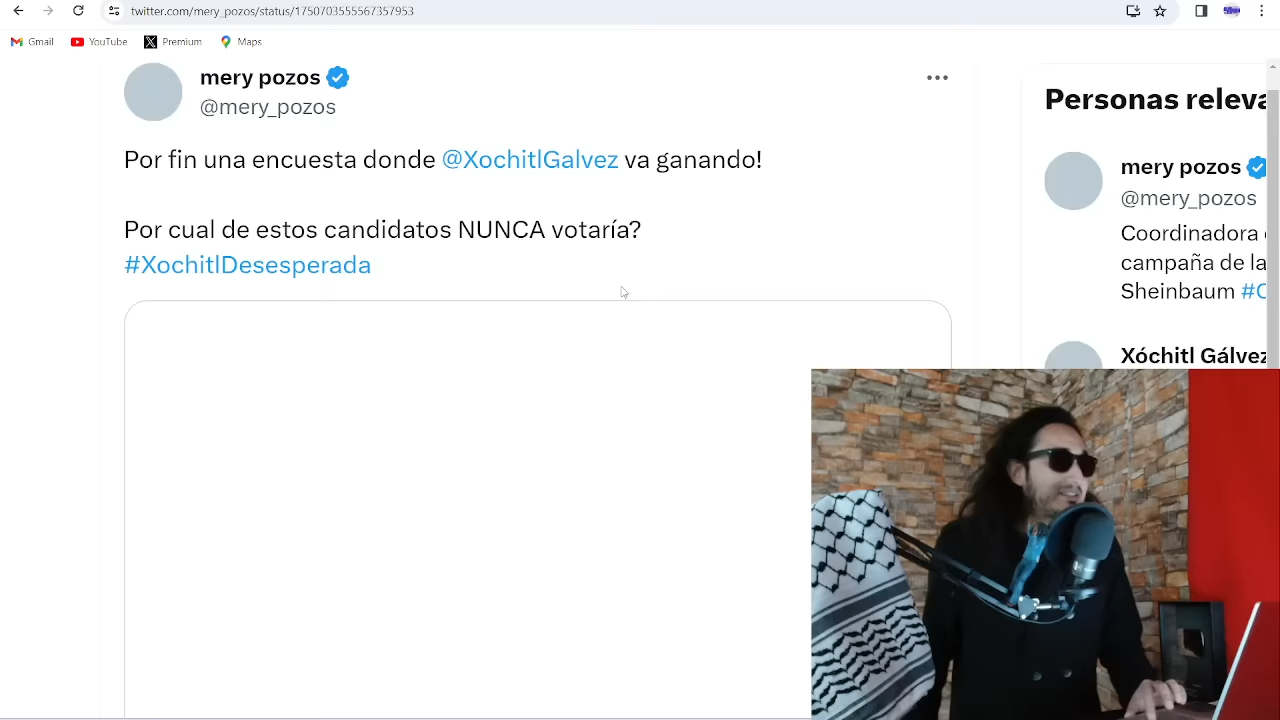 twitter.com/mery_pozos/status/1750703555567357953
Gmail YouTube Premium Maps
mery pozos
@mery_pozos
Por fin una encuesta donde @XochitlGalvez va ganando!
Por cual de estos candidatos NUNCA votaría?
#XochitlDesesperada
Personas releva
mery pozos
@mery_pozos
Coordinadora
campaña de la
Sheinbaum #C
Xóchitl Gálvez